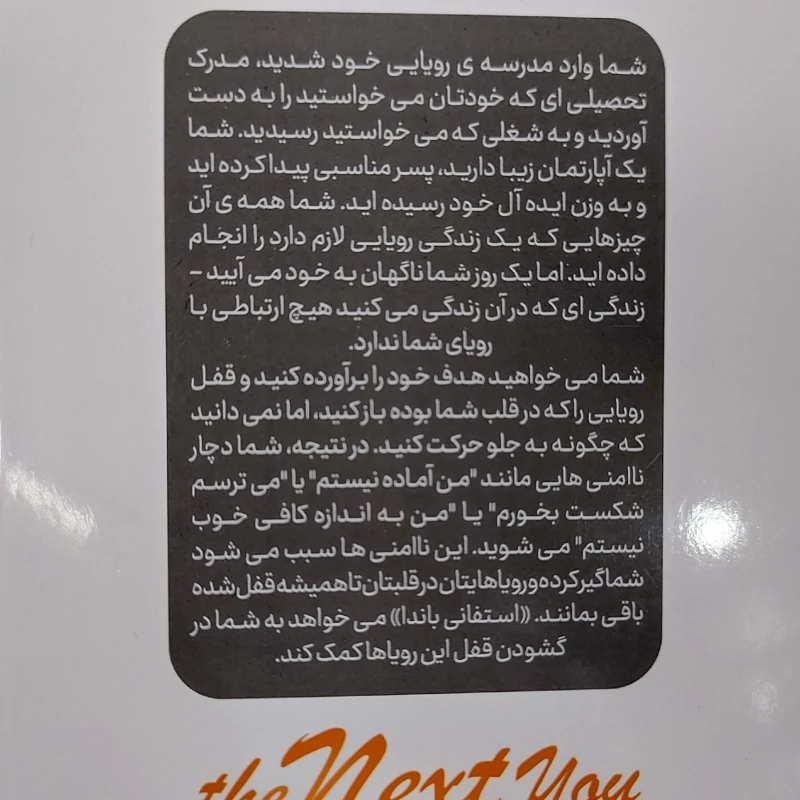 شما وارد مدرسه ی رویایی خود شدید، مدرک
تحصیلی ای که خودتان می خواستید را به دست
آوردید و به شغلی که می خواستید رسیدید. شما
یک آپارتمان زیبا دارید، پسر مناسبی پیدا کرده اید
و به وزن ایده آل خود رسیده اید. شما همه ی آن
چیزهایی که یک زندگی رویایی لازم دارد را انجام
داده اید. اما یک روز شما ناگهان به خود می آیید –
زندگی ای که در آن زندگی می کنید هیچ ارتباطی با
رویای شما ندارد.
شما می خواهید هدف خود را برآورده کنید و قفل
رویایی را که در قلب شما بوده باز کنید، اما نمی دانید
که چگونه به جلو حرکت کنید. در نتیجه، شما دچار
ناامنی هایی مانند "من آماده نیستم" یا "می ترسم
شکست بخورم" یا "من به اندازه کافی خوب
نیستم" می شوید. این ناامنی ها سبب می شود
شما گیر کرده و رویاهایتان در قلبتان تا همیشه قفل شده
باقی بمانند. «استفانی باندا» می خواهد به شما در
گشودن قفل این رویاها کمک کند.
the Next You